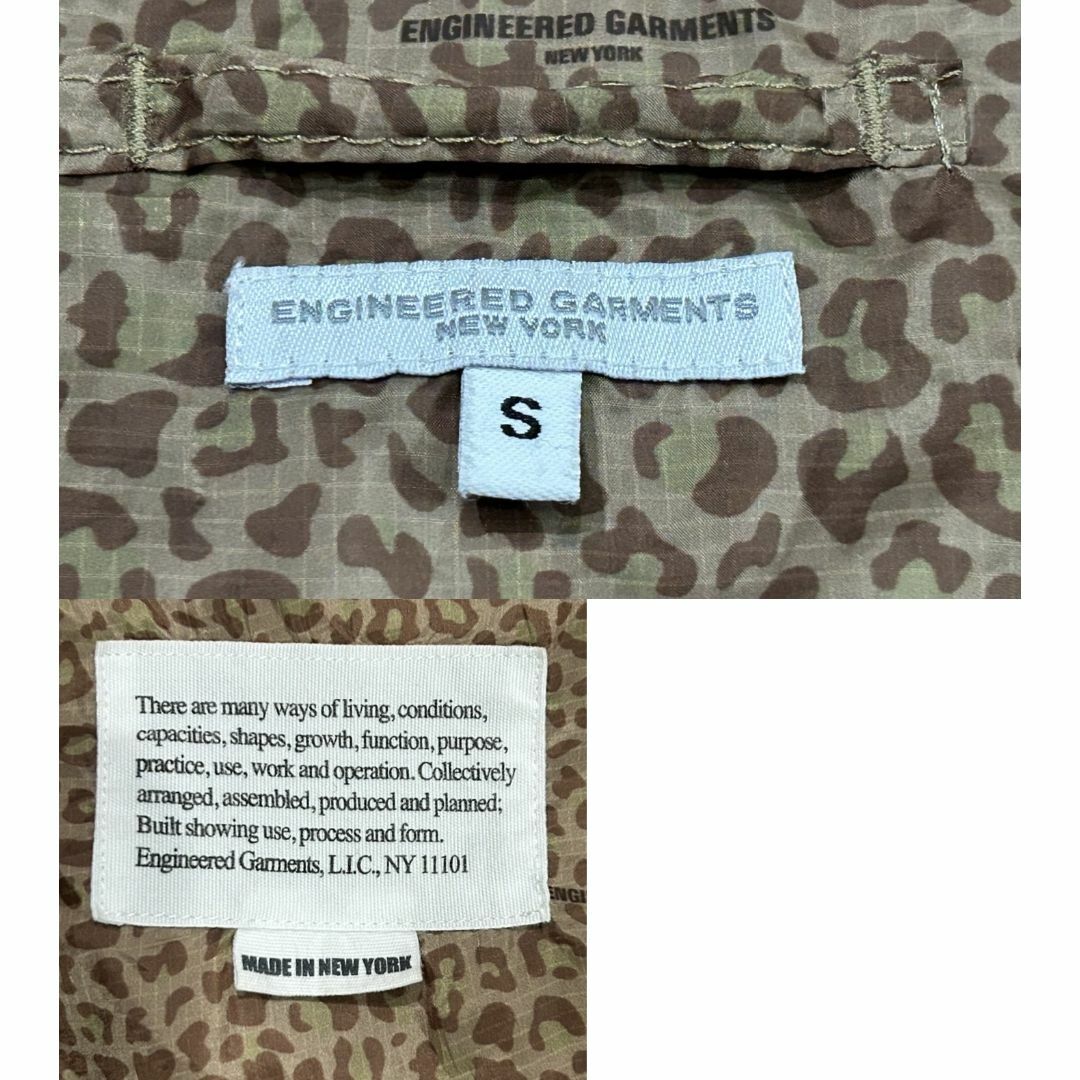 ENGINEERED GARMENTS
NEW YORK
ENGINEERED GARMENTS
NEW YORK
S
There are many ways of living, conditions,
capacities, shapes, growth, function, purpose,
practice, use, work and operation. Collectively
arranged, assembled, produced and planned;
Built showing use, process and form.
Engineered Garments, L.I.C., NY 11101
ENGI
MADE IN NEW YORK